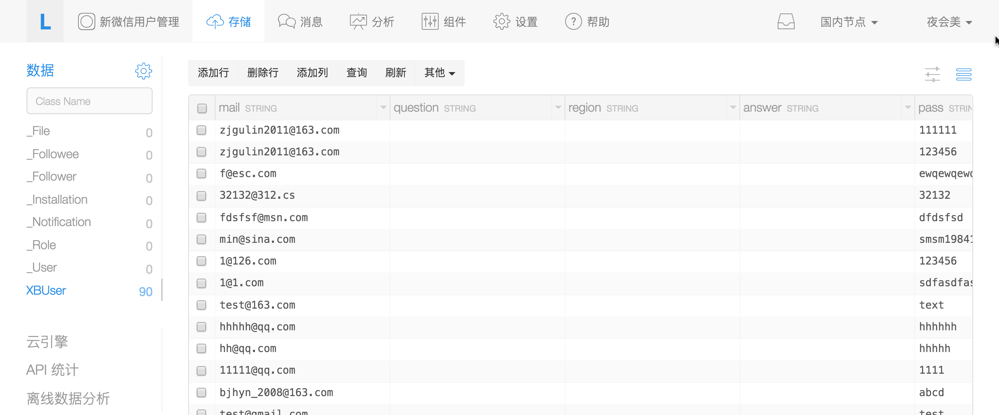 L 新微信用户管理 存储 消息 分析 组件 设置 ? 帮助 国内节点 夜会美
数据
Class Name
_File 0
_Followee 0
_Follower 0
_Installation 0
_Notification 0
_Role 0
_User 0
XBUser 90
云引擎
API 统计
离线数据分析
添加行 删除行 添加列 查询 刷新 其他
mail STRING question STRING region STRING answer STRING pass STRIN
zjgulin2011@163.com 111111
zjgulin2011@163.com 123456
f@esc.com ewqewqew
32132@312.cs 32132
fdsfsf@msn.com dfdsfsd
min@sina.com smsm1984
1@126.com 123456
1@1.com sdfasdfas
test@163.com text
hhhhh@qq.com hhhhhh
hh@qq.com hhhhh
11111@qq.com 1111
bjhyn_2008@163.com abcd
test@gmail.com test